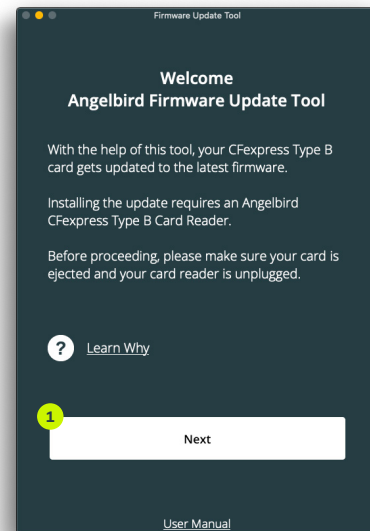 Firmware Update Tool
Welcome
Angelbird Firmware Update Tool
With the help of this tool, your CFexpress Type B
card gets updated to the latest firmware.
Installing the update requires an Angelbird
CFexpress Type B Card Reader.
Before proceeding, please make sure your card is
ejected and your card reader is unplugged.
? Learn Why
1
Next
User Manual